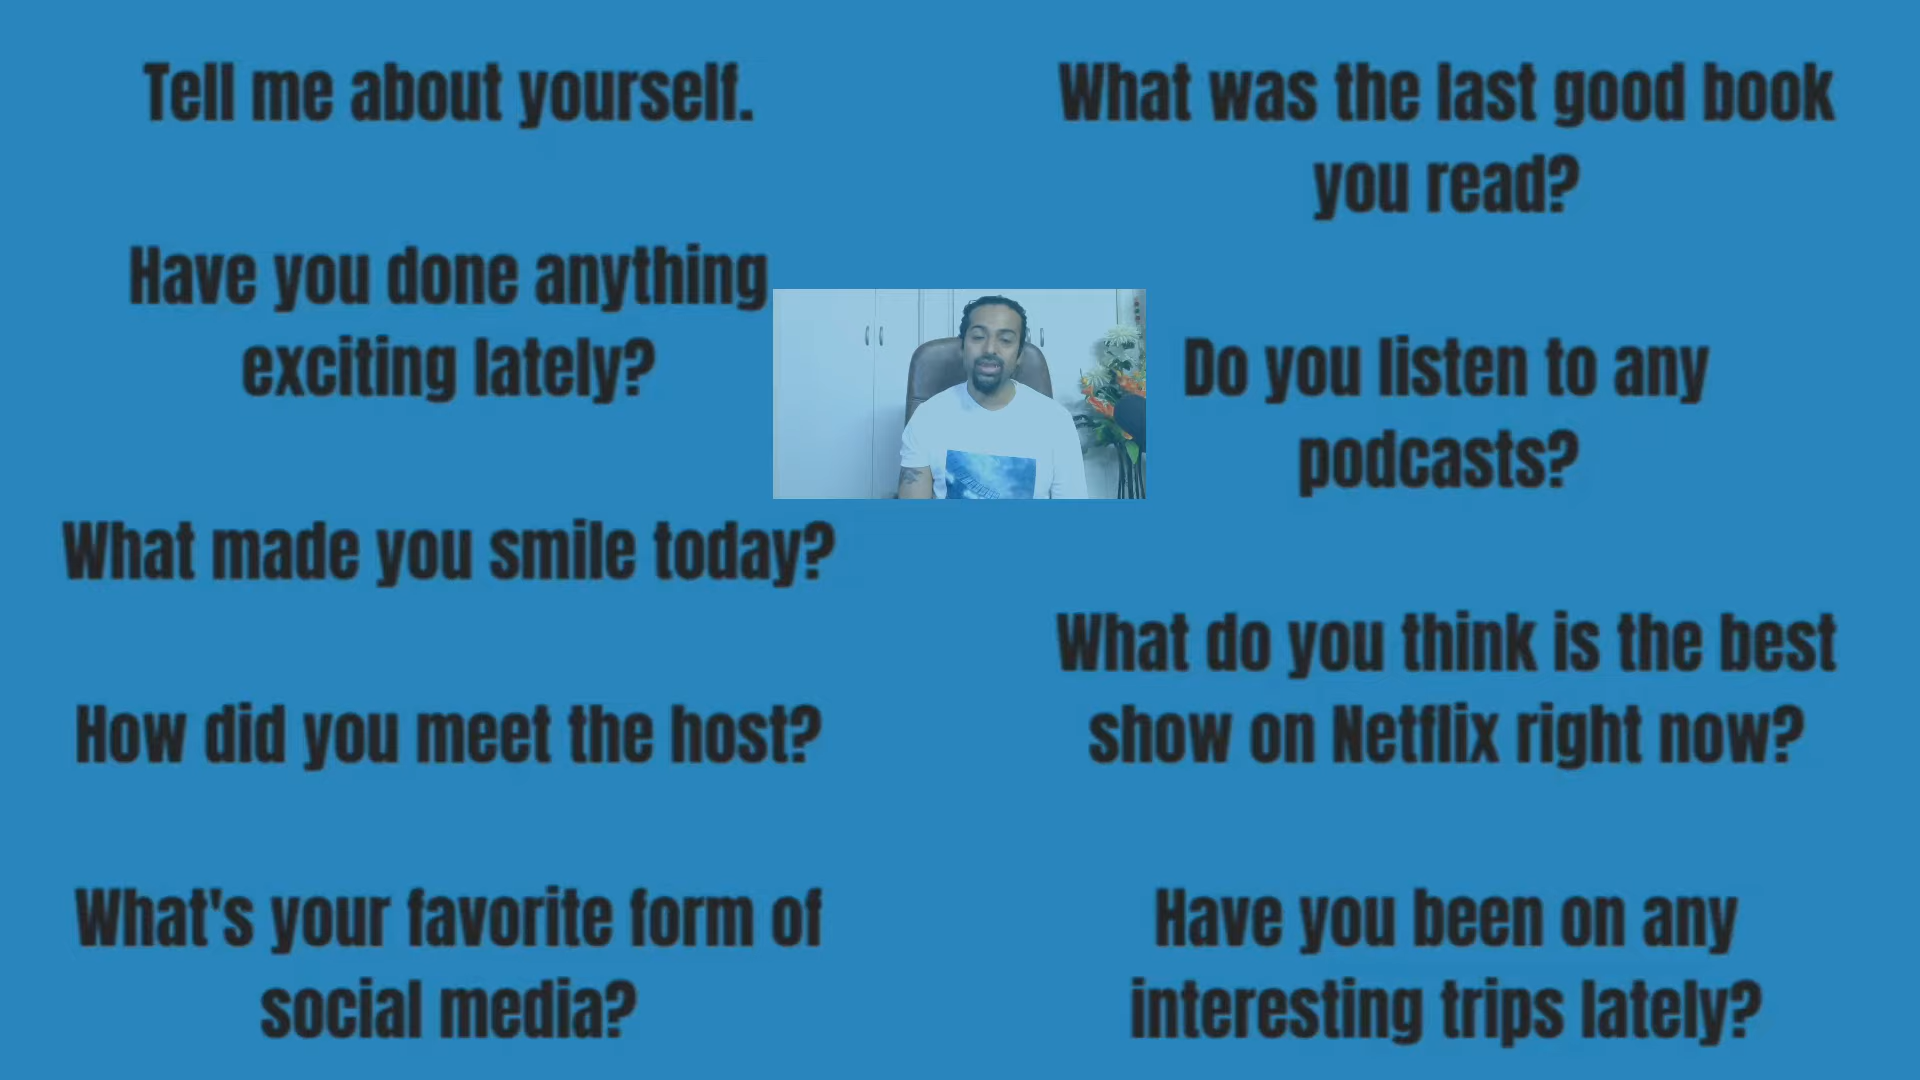 Tell me about yourself.
Have you done anything
exciting lately?
What made you smile today?
How did you meet the host?
What's your favorite form of
social media?
What was the last good book
you read?
Do you listen to any
podcasts?
What do you think is the best
show on Netflix right now?
Have you been on any
interesting trips lately?